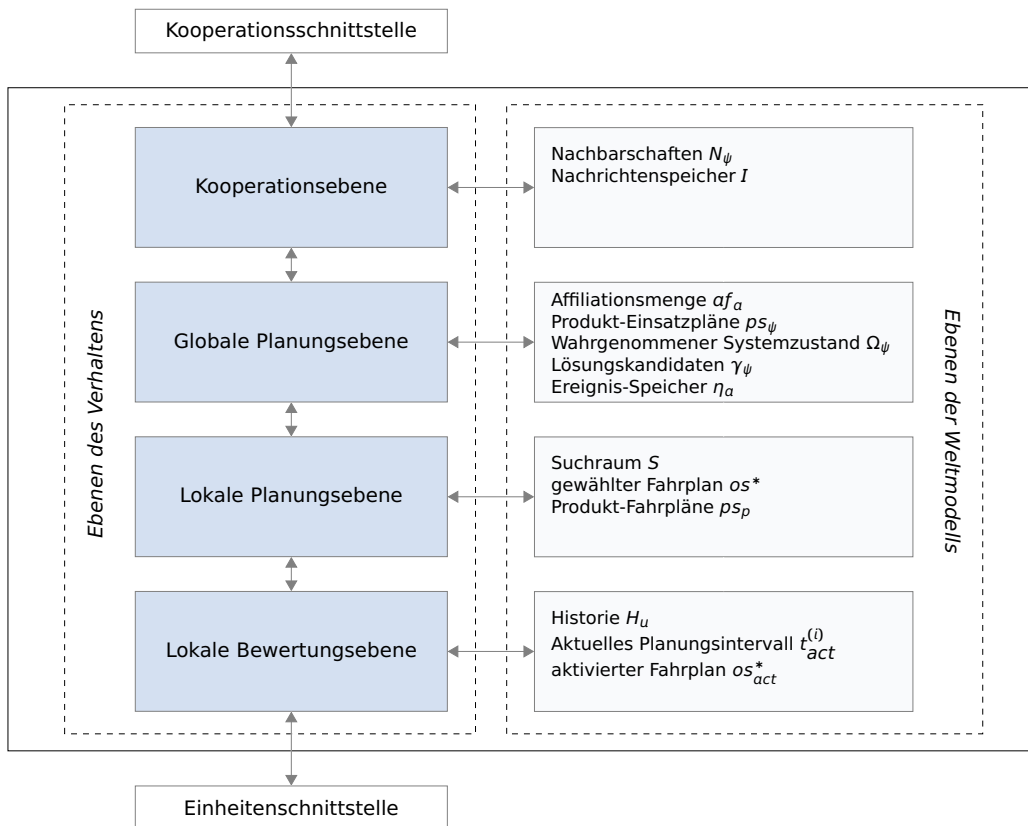 Kooperationsschnittstelle
Ebenen des Verhaltens
Kooperationsebene
Nachbarschaften N_ψ
Nachrichtenspeicher I
Globale Planungsebene
Affiliationsmenge af_a
Produkt-Einsatzpläne ps_ψ
Wahrgenommener Systemzustand Ω_ψ
Lösungskandidaten γ_ψ
Ereignis-Speicher η_a
Lokale Planungsebene
Suchraum S
gewählter Fahrplan os*
Produkt-Fahrpläne ps_p
Lokale Bewertungsebene
Historie H_u
Aktuelles Planungsintervall t_act^(i)
aktivierter Fahrplan os*_act
Ebenen der Weltmodells
Einheitenschnittstelle